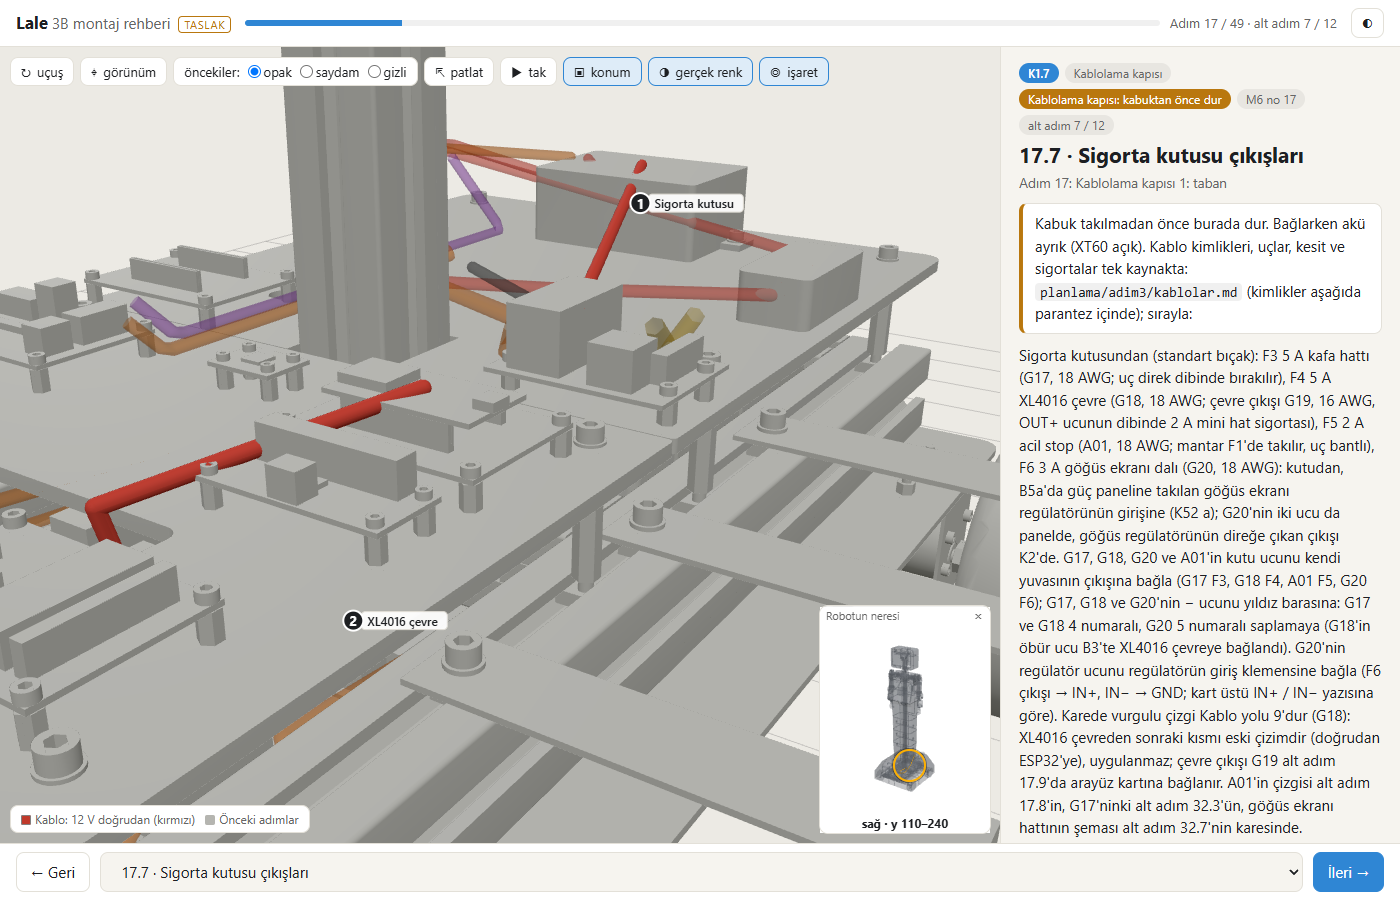 Lale 3B montaj rehberi TASLAK
Adım 17 / 49 · alt adım 7 / 12
↻ uçuş
⌖ görünüm
öncekiler: opak saydam gizli
⇱ patlat
▶ tak
▣ konum
◑ gerçek renk
◎ işaret
1 Sigorta kutusu
2 XL4016 çevre
Robotun neresi ×
sağ · y 110–240
Kablo: 12 V doğrudan (kırmızı) Önceki adımlar
K1.7 Kablolama kapısı
Kablolama kapısı: kabuktan önce dur M6 no 17
alt adım 7 / 12
17.7 · Sigorta kutusu çıkışları
Adım 17: Kablolama kapısı 1: taban
Kabuk takılmadan önce burada dur. Bağlarken akü
ayrık (XT60 açık). Kablo kimlikleri, uçlar, kesit ve
sigortalar tek kaynakta:
planlama/adim3/kablolar.md (kimlikler aşağıda
parantez içinde); sırayla:
Sigorta kutusundan (standart bıçak): F3 5 A kafa hattı
(G17, 18 AWG; uç direk dibinde bırakılır), F4 5 A
XL4016 çevre (G18, 18 AWG; çevre çıkışı G19, 16 AWG,
OUT+ ucunun dibinde 2 A mini hat sigortası), F5 2 A
acil stop (A01, 18 AWG; mantar F1'de takılır, uç bantlı),
F6 3 A göğüs ekranı dalı (G20, 18 AWG): kutudan,
B5a'da güç paneline takılan göğüs ekranı
regülatörünün girişine (K52 a); G20'nin iki ucu da
panelde, göğüs regülatörünün direğe çıkan çıkışı
K2'de. G17, G18, G20 ve A01'in kutu ucunu kendi
yuvasının çıkışına bağla (G17 F3, G18 F4, A01 F5, G20
F6); G17, G18 ve G20'nin − ucunu yıldız barasına: G17
ve G18 4 numaralı, G20 5 numaralı saplamaya (G18'in
öbür ucu B3'te XL4016 çevreye bağlandı). G20'nin
regülatör ucunu regülatörün giriş klemensine bağla (F6
çıkışı → IN+, IN− → GND; kart üstü IN+ / IN− yazısına
göre). Karede vurgulu çizgi Kablo yolu 9'dur (G18):
XL4016 çevreden sonraki kısmı eski çizimdir (doğrudan
ESP32'ye), uygulanmaz; çevre çıkışı G19 alt adım
17.9'da arayüz kartına bağlanır. A01'in çizgisi alt adım
17.8'in, G17'ninki alt adım 32.3'ün, göğüs ekranı
hattının şeması alt adım 32.7'nin karesinde.
← Geri
17.7 · Sigorta kutusu çıkışları
İleri →